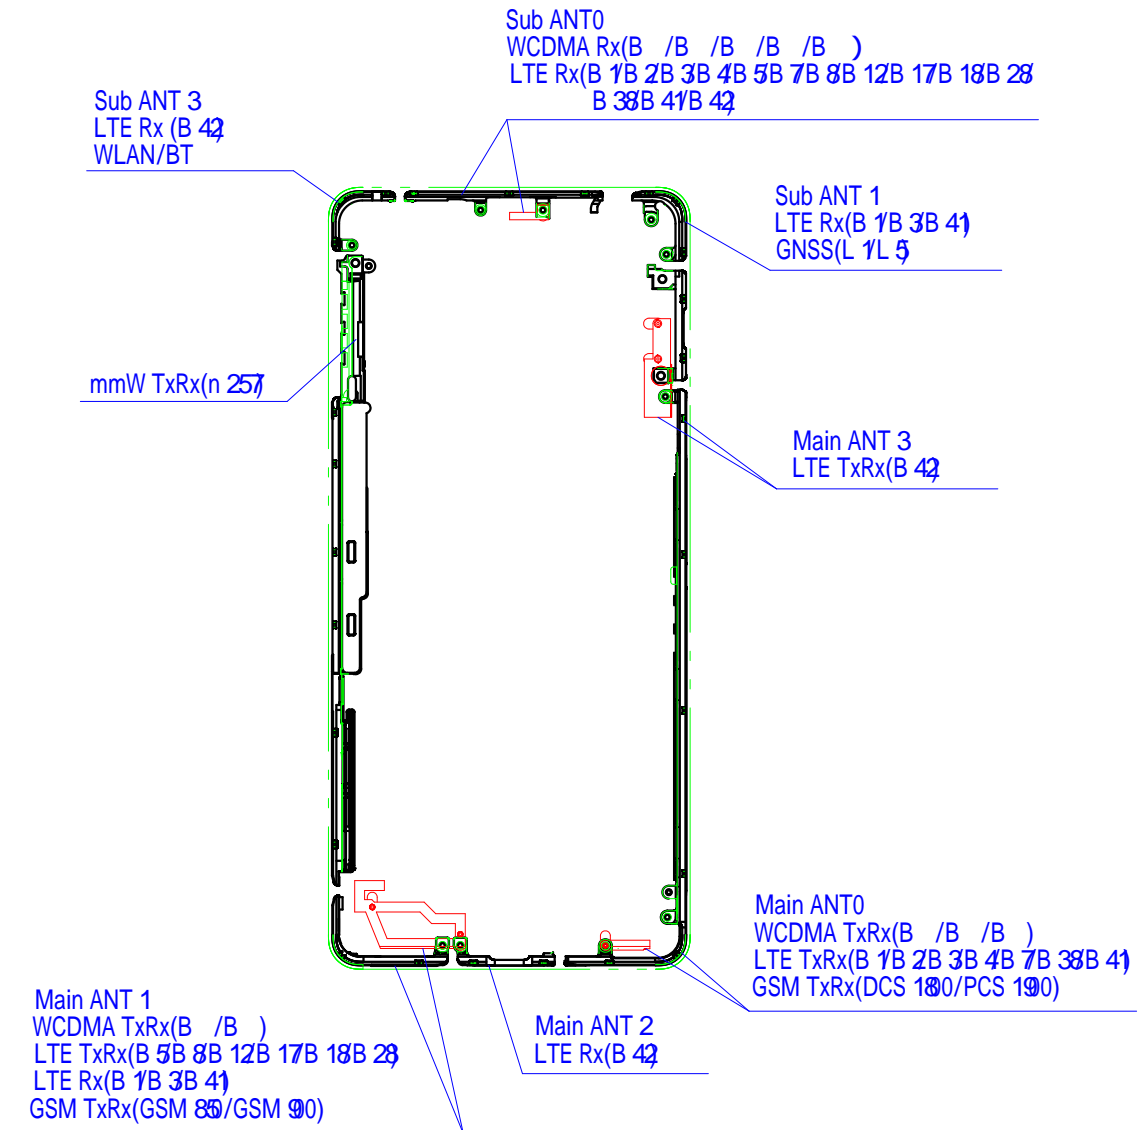 Sub ANT0
WCDMA Rx(B /B /B /B /B )
LTE Rx(B 1/B 2/B 3/B 4/B 5/B 7/B 8/B 12/B 17/B 18/B 28/
B 38/B 41/B 42)
Sub ANT 3
LTE Rx (B 42)
WLAN/BT
Sub ANT 1
LTE Rx(B 1/B 3/B 41)
GNSS(L 1/L 5)
mmW TxRx(n 257)
Main ANT 3
LTE TxRx(B 42)
Main ANT0
WCDMA TxRx(B /B /B )
LTE TxRx(B 1/B 2/B 3/B 4/B 7/B 38/B 41)
GSM TxRx(DCS 1800/PCS 1900)
Main ANT 1
WCDMA TxRx(B /B )
LTE TxRx(B 5/B 8/B 12/B 17/B 18/B 28)
LTE Rx(B 1/B 3/B 41)
GSM TxRx(GSM 850/GSM 900)
Main ANT 2
LTE Rx(B 42)